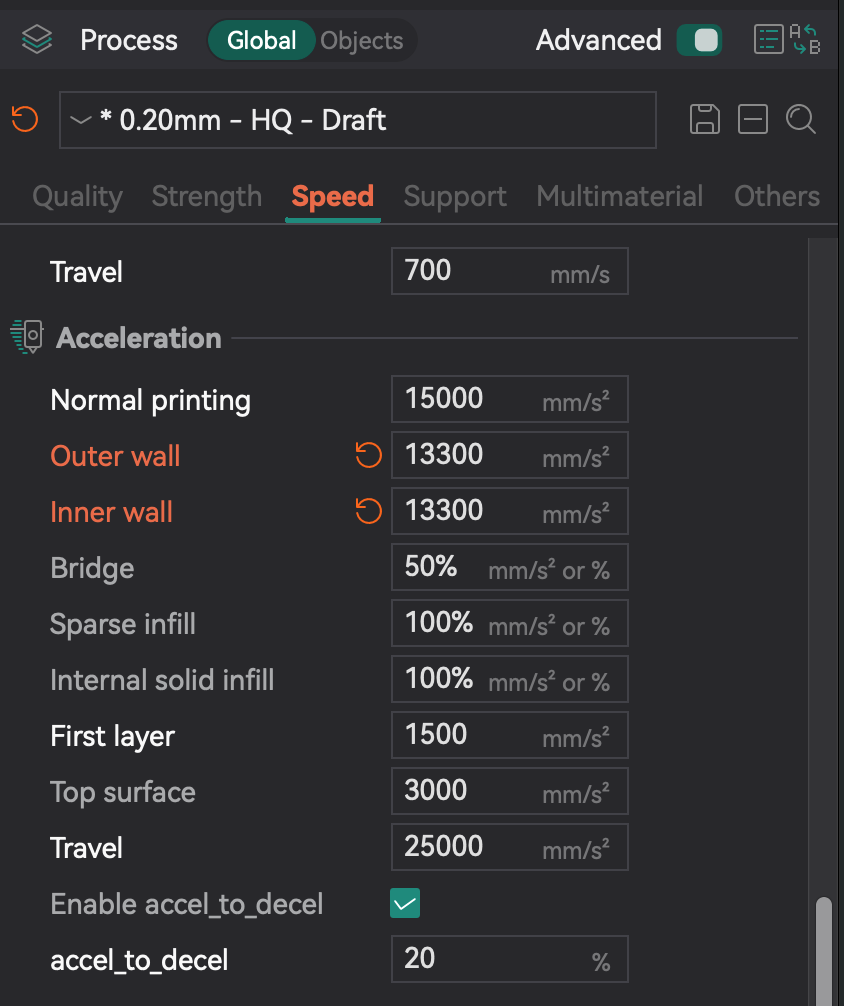 Process Global Objects Advanced A B
* 0.20mm - HQ - Draft
Quality Strength Speed Support Multimaterial Others
Travel 700 mm/s
Acceleration
Normal printing 15000 mm/s²
Outer wall 13300 mm/s²
Inner wall 13300 mm/s²
Bridge 50% mm/s² or %
Sparse infill 100% mm/s² or %
Internal solid infill 100% mm/s² or %
First layer 1500 mm/s²
Top surface 3000 mm/s²
Travel 25000 mm/s²
Enable accel_to_decel
accel_to_decel 20 %